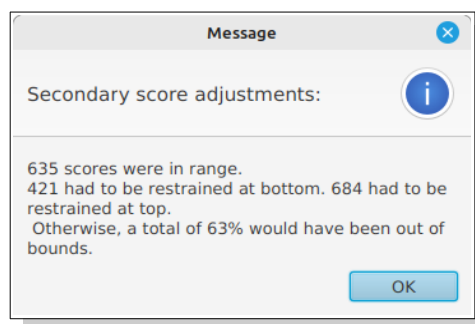 Message
Secondary score adjustments:
635 scores were in range.
421 had to be restrained at bottom. 684 had to be
restrained at top.
Otherwise, a total of 63% would have been out of
bounds.
OK